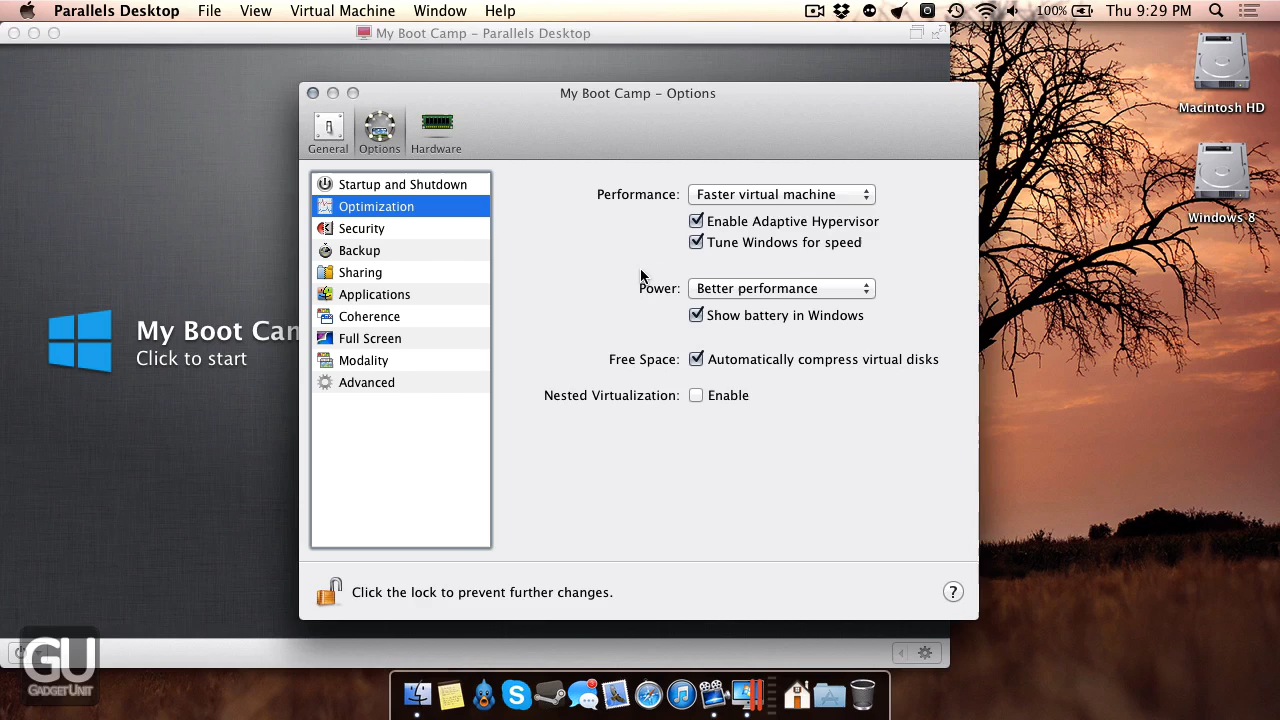 Parallels Desktop File View Virtual Machine Window Help 100% Thu 9:29 PM
My Boot Camp – Parallels Desktop
Macintosh HD
Windows 8
My Boot Cam
Click to start
My Boot Camp – Options
General Options Hardware
Startup and Shutdown
Optimization
Security
Backup
Sharing
Applications
Coherence
Full Screen
Modality
Advanced
Performance: Faster virtual machine
Enable Adaptive Hypervisor
Tune Windows for speed
Power: Better performance
Show battery in Windows
Free Space: Automatically compress virtual disks
Nested Virtualization: Enable
Click the lock to prevent further changes. ?
GU
GADGETUNIT